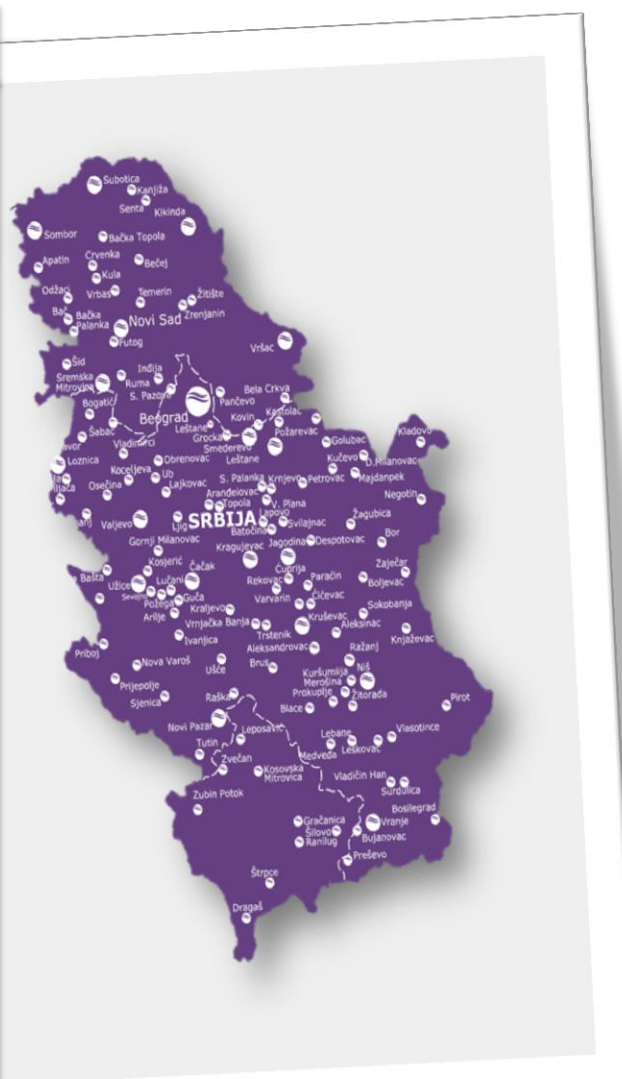 Subotica
Kanjiža
Senta
Kikinda
Sombor
Bačka Topola
Apatin
Crvenka
Bečej
Kula
Odžaci
Vrbas
Temerin
Žitište
Bač
Bačka
Palanka
Zrenjanin
Novi Sad
Futog
Vršac
Šid
Inđija
Sremska
Mitrovica
Ruma
S. Pazova
Pančevo
Bela Crkva
Bogatić
Beograd
Kovin
Kostolac
Leštane
Šabac
Grocka
Požarevac
Golubac
Kladovo
Vladimirci
Smederevo
Loznica
Obrenovac
Leštane
Kučevo
D.Milanovac
Koceljeva
Ub
S. Palanka
Krnjevo
Petrovac
Majdanpek
Osečina
Lajkovac
Negotin
Aranđelovac
Topola
V. Plana
Lapovo
Žagubica
Valjevo
Ljig
SRBIJA
Svilajnac
Batočina
Bor
Gornji Milanovac
Kragujevac
Jagodina
Despotovac
Kosjerić
Čačak
Ćuprija
Zaječar
Bašta
Užice
Lučani
Rekovac
Paraćin
Boljevac
Sevojno
Požega
Guča
Varvarin
Ćićevac
Arilje
Kraljevo
Sokobanja
Vrnjačka Banja
Kruševac
Aleksinac
Ivanjica
Trstenik
Knjaževac
Priboj
Aleksandrovac
Ražanj
Nova Varoš
Ušće
Brus
Niš
Kuršumlija
Merošina
Prijepolje
Prokuplje
Sjenica
Raška
Blace
Žitorađa
Pirot
Novi Pazar
Leposavić
Lebane
Vlasotince
Tutin
Medveđa
Leskovac
Zvečan
Kosovska
Mitrovica
Vladičin Han
Surdulica
Zubin Potok
Bosilegrad
Gračanica
Vranje
Šilovo
Ranilug
Bujanovac
Preševo
Štrpce
Dragaš